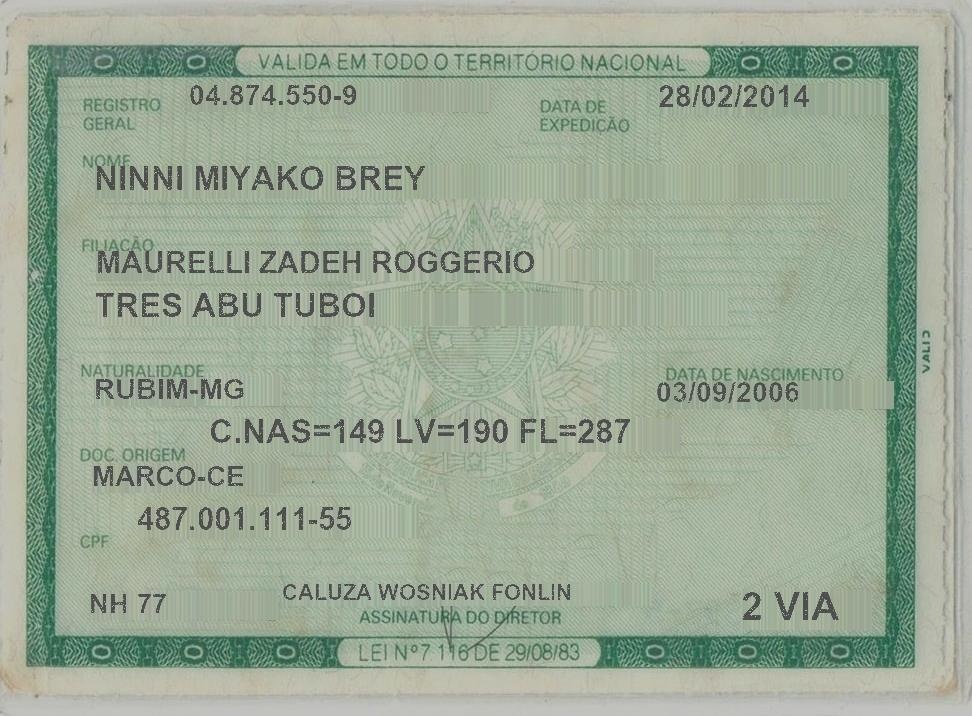 VALIDA EM TODO O TERRITÓRIO NACIONAL
REGISTRO GERAL 04.874.550-9 DATA DE EXPEDIÇÃO 28/02/2014
NOME
NINNI MIYAKO BREY
FILIAÇÃO
MAURELLI ZADEH ROGGERIO
TRES ABU TUBOI
NATURALIDADE DATA DE NASCIMENTO
RUBIM-MG 03/09/2006
C.NAS=149 LV=190 FL=287
DOC. ORIGEM
MARCO-CE
487.001.111-55
CPF
NH 77 CALUZA WOSNIAK FONLIN 2 VIA
ASSINATURA DO DIRETOR
LEI Nº 7.116 DE 29/08/83